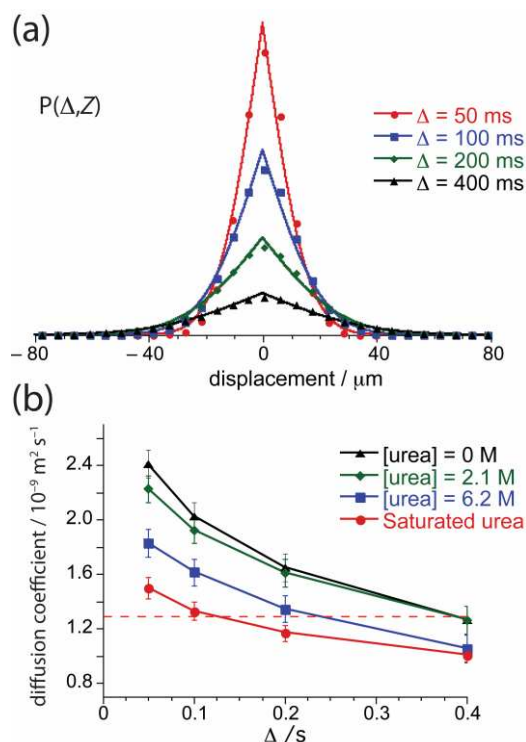 (a)
P(Δ,Z)
Δ = 50 ms
Δ = 100 ms
Δ = 200 ms
Δ = 400 ms
– 80 – 40 0 40 80
displacement / μm
(b)
diffusion coefficient / 10⁻⁹ m² s⁻¹
[urea] = 0 M
[urea] = 2.1 M
[urea] = 6.2 M
Saturated urea
2.4
2.0
1.6
1.2
0.8
0 0.1 0.2 0.3 0.4
Δ /s